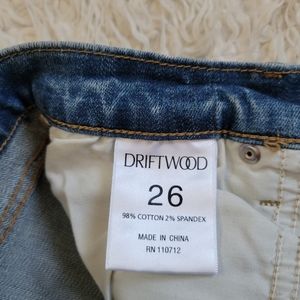 DRIFTWOOD
26
98% COTTON 2% SPANDEX
MADE IN CHINA
RN 110712